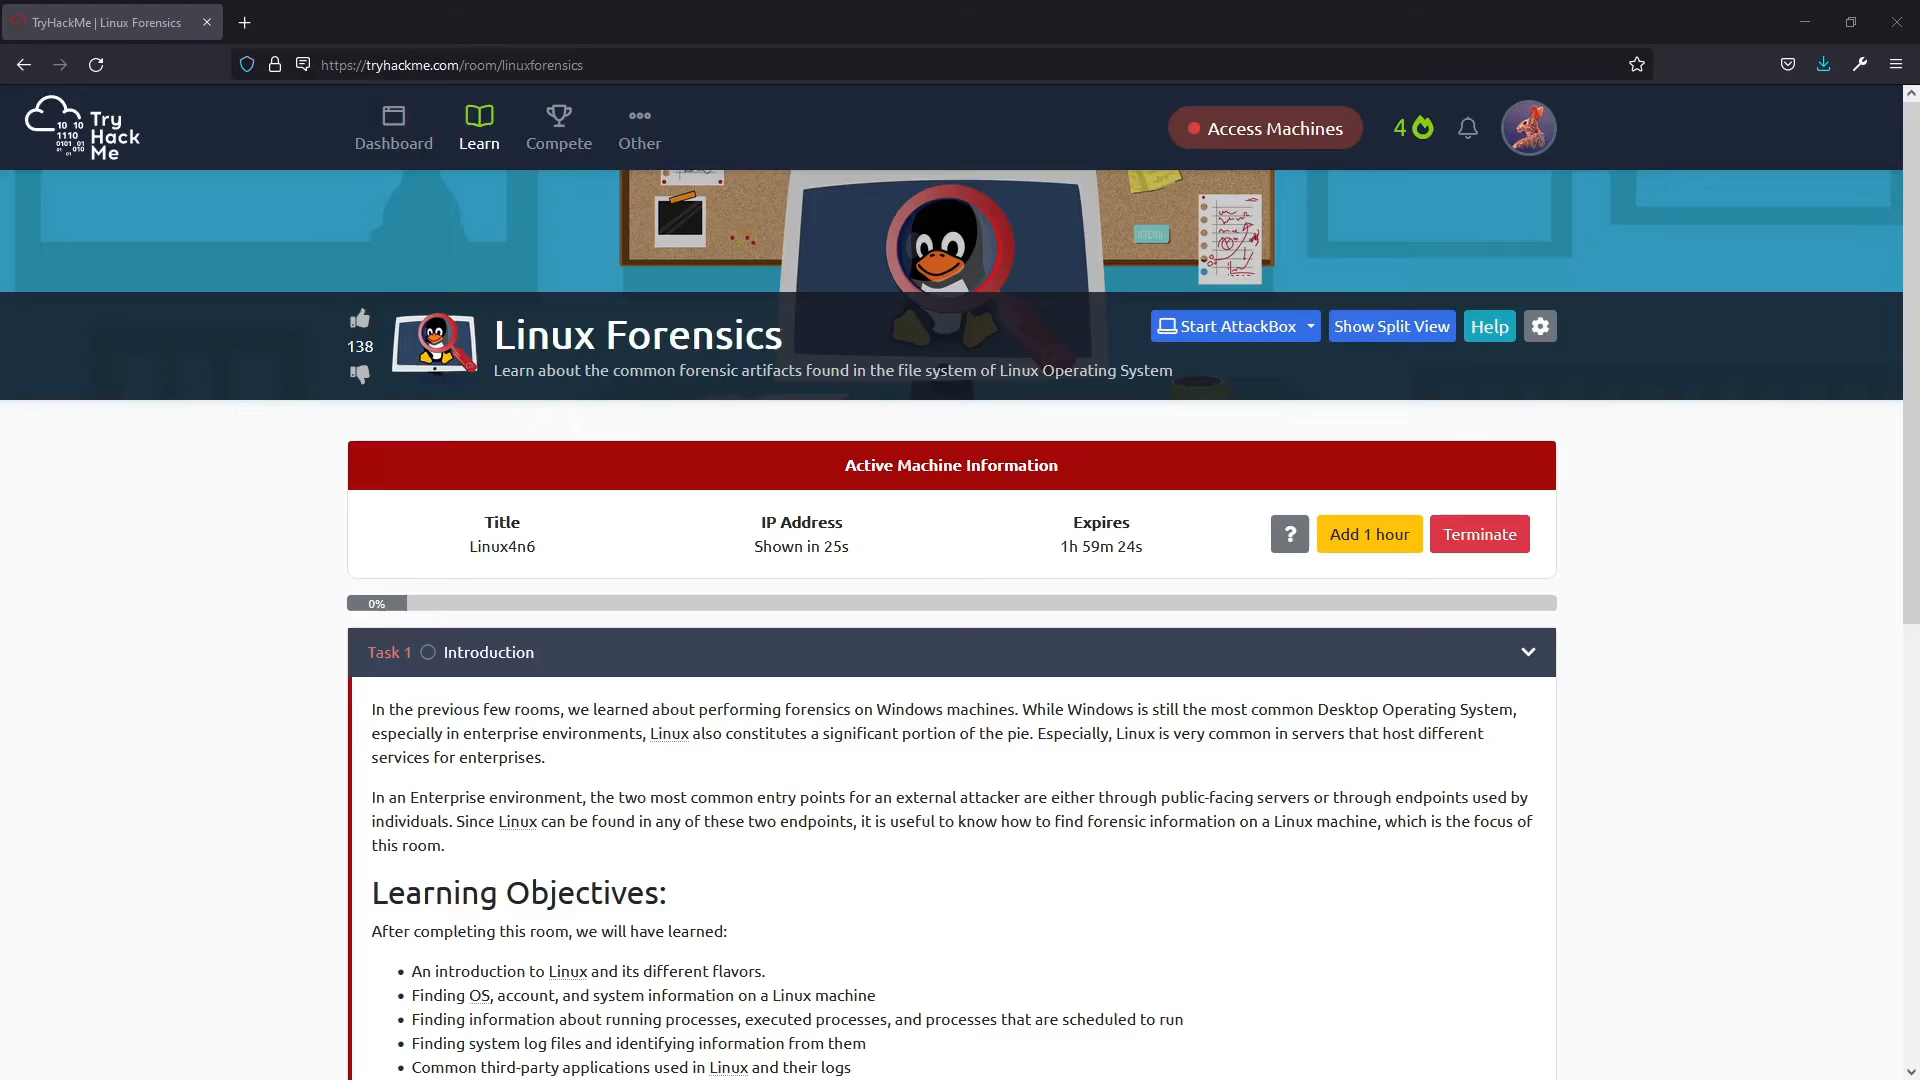 TryHackMe | Linux Forensics
https://tryhackme.com/room/linuxforensics
10 10
1110
0101 01
01
Try
Hack
Me
Dashboard
Learn
Compete
Other
Access Machines
4
138
Linux Forensics
Learn about the common forensic artifacts found in the file system of Linux Operating System
Start AttackBox
Show Split View
Help
Active Machine Information
Title
Linux4n6
IP Address
Shown in 25s
Expires
1h 59m 24s
?
Add 1 hour
Terminate
0%
Task 1
Introduction
In the previous few rooms, we learned about performing forensics on Windows machines. While Windows is still the most common Desktop Operating System,
especially in enterprise environments, Linux also constitutes a significant portion of the pie. Especially, Linux is very common in servers that host different
services for enterprises.
In an Enterprise environment, the two most common entry points for an external attacker are either through public-facing servers or through endpoints used by
individuals. Since Linux can be found in any of these two endpoints, it is useful to know how to find forensic information on a Linux machine, which is the focus of
this room.
Learning Objectives:
After completing this room, we will have learned:
• An introduction to Linux and its different flavors.
• Finding OS, account, and system information on a Linux machine
• Finding information about running processes, executed processes, and processes that are scheduled to run
• Finding system log files and identifying information from them
• Common third-party applications used in Linux and their logs